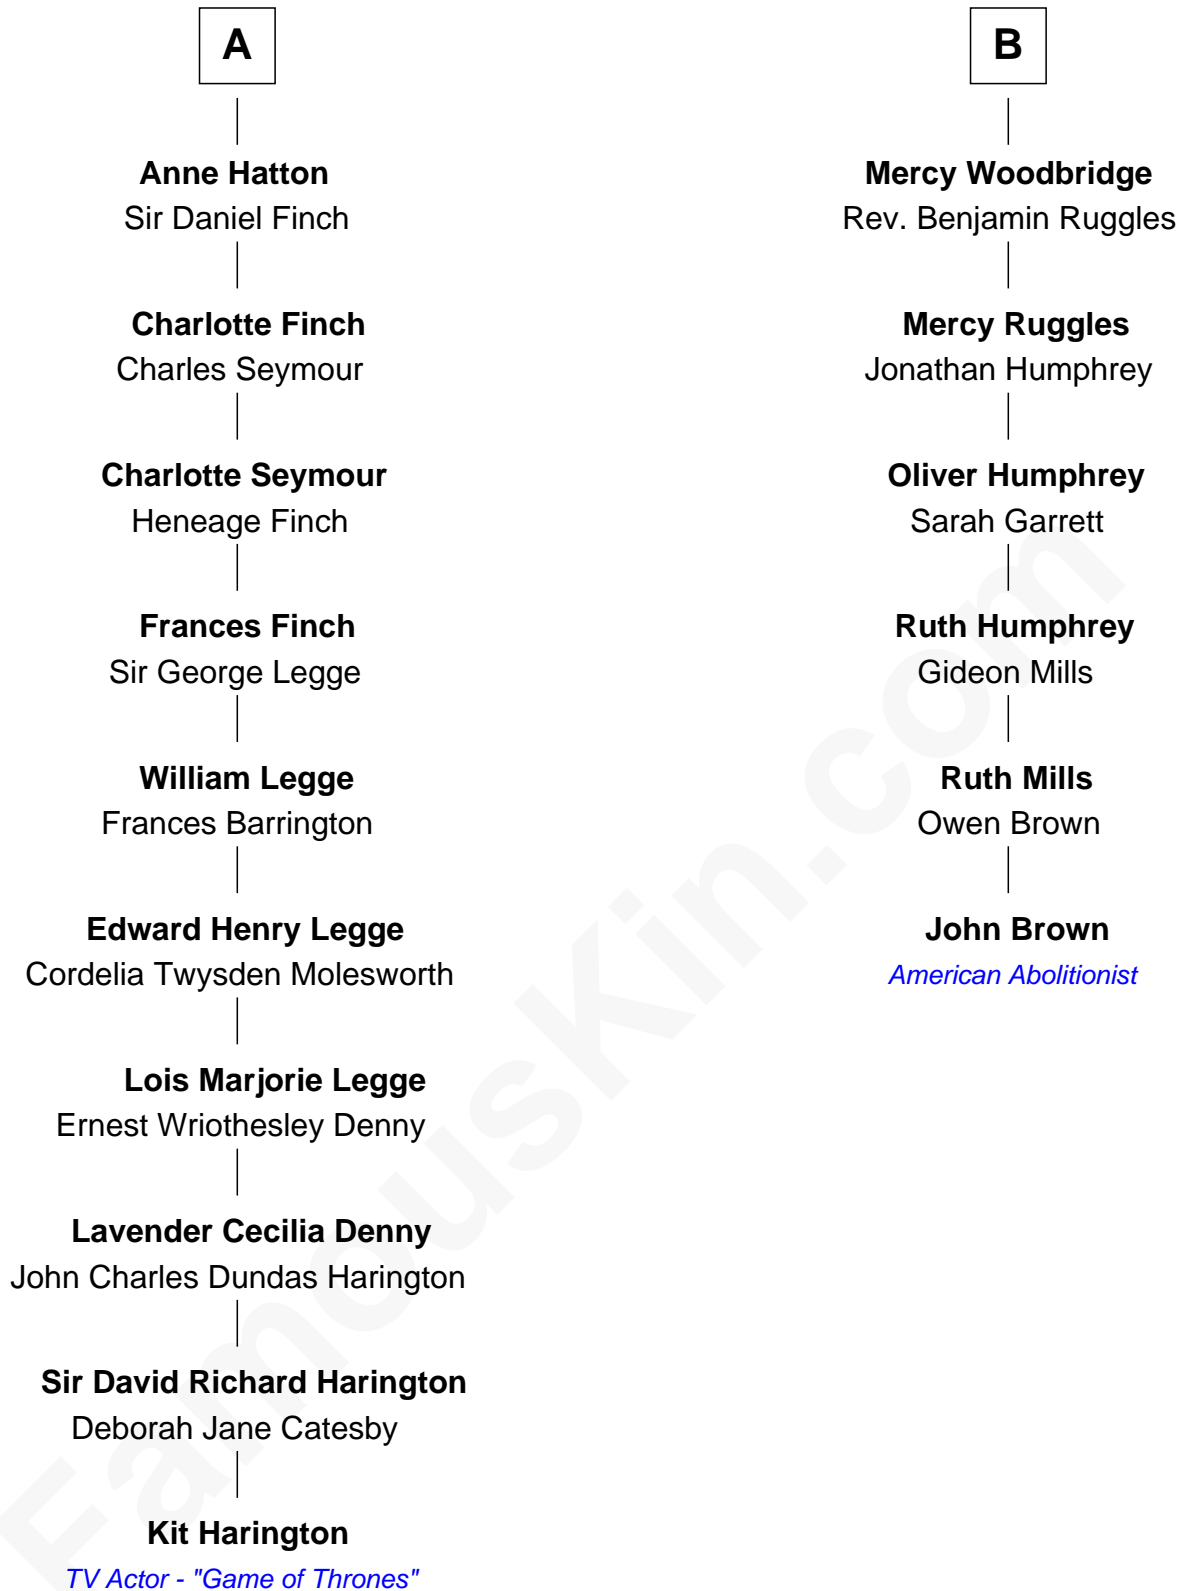 A
Anne Hatton
Sir Daniel Finch
Charlotte Finch
Charles Seymour
Charlotte Seymour
Heneage Finch
Frances Finch
Sir George Legge
William Legge
Frances Barrington
Edward Henry Legge
Cordelia Twysden Molesworth
Lois Marjorie Legge
Ernest Wriothesley Denny
Lavender Cecilia Denny
John Charles Dundas Harington
Sir David Richard Harington
Deborah Jane Catesby
Kit Harington
TV Actor - "Game of Thrones"
B
Mercy Woodbridge
Rev. Benjamin Ruggles
Mercy Ruggles
Jonathan Humphrey
Oliver Humphrey
Sarah Garrett
Ruth Humphrey
Gideon Mills
Ruth Mills
Owen Brown
John Brown
American Abolitionist
FamousKin.com